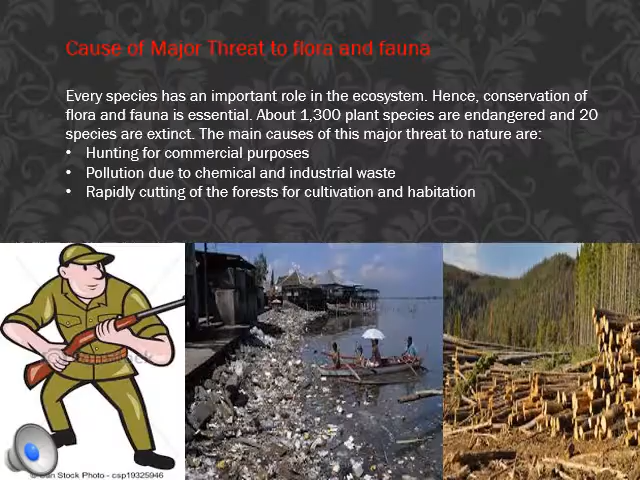 Cause of Major Threat to flora and fauna
Every species has an important role in the ecosystem. Hence, conservation of
flora and fauna is essential. About 1,300 plant species are endangered and 20
species are extinct. The main causes of this major threat to nature are:
• Hunting for commercial purposes
• Pollution due to chemical and industrial waste
• Rapidly cutting of the forests for cultivation and habitation
Stock Photo - csp19325946